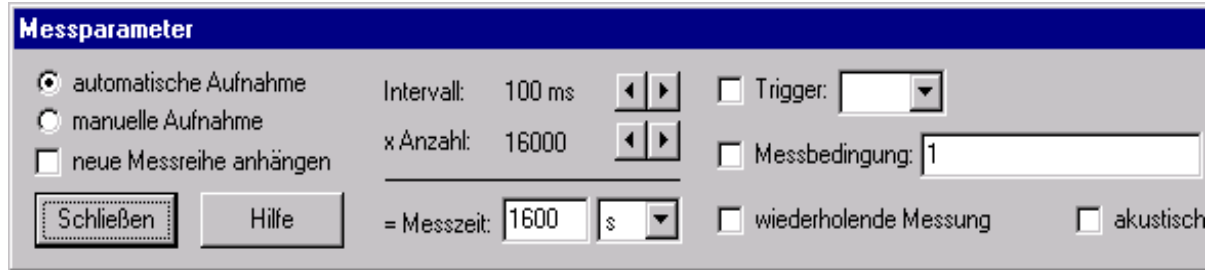 Messparameter
automatische Aufnahme
manuelle Aufnahme
neue Messreihe anhängen
Schließen
Hilfe
Intervall: 100 ms
x Anzahl: 16000
= Messzeit: 1600 s
Trigger:
Messbedingung: 1
wiederholende Messung
akustisch